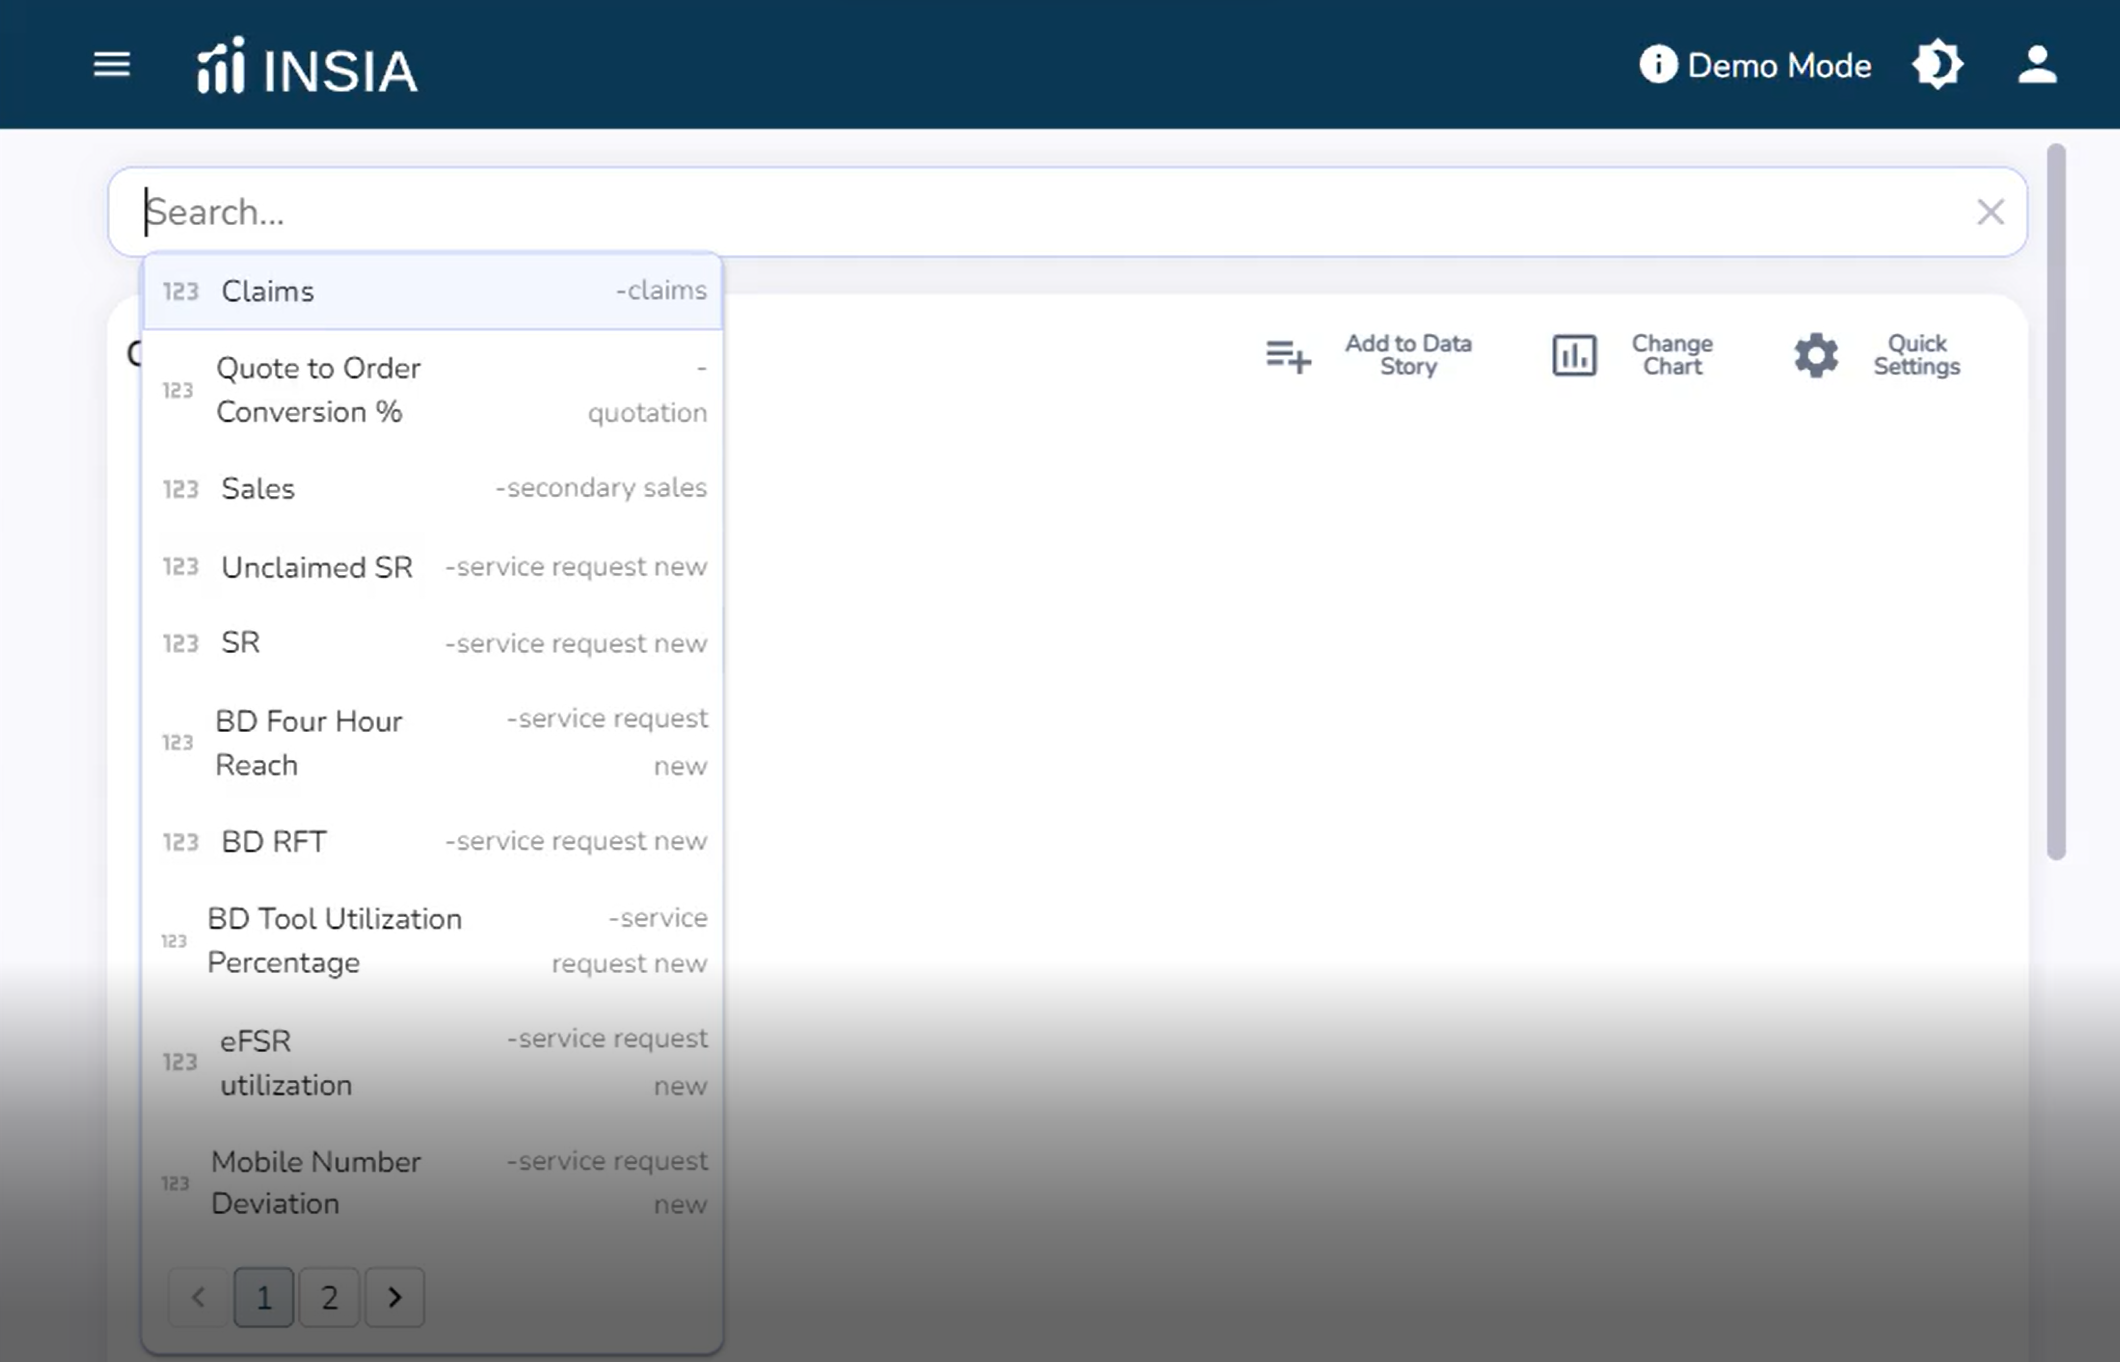 INSIA
Demo Mode
Search...
123 Claims -claims
Quote to Order -
123
Conversion % quotation
123 Sales -secondary sales
123 Unclaimed SR -service request new
123 SR -service request new
BD Four Hour -service request
123
Reach new
123 BD RFT -service request new
BD Tool Utilization -service
123
Percentage request new
eFSR -service request
123
utilization new
Mobile Number -service request
123
Deviation new
1 2
Add to Data
Story
Change
Chart
Quick
Settings